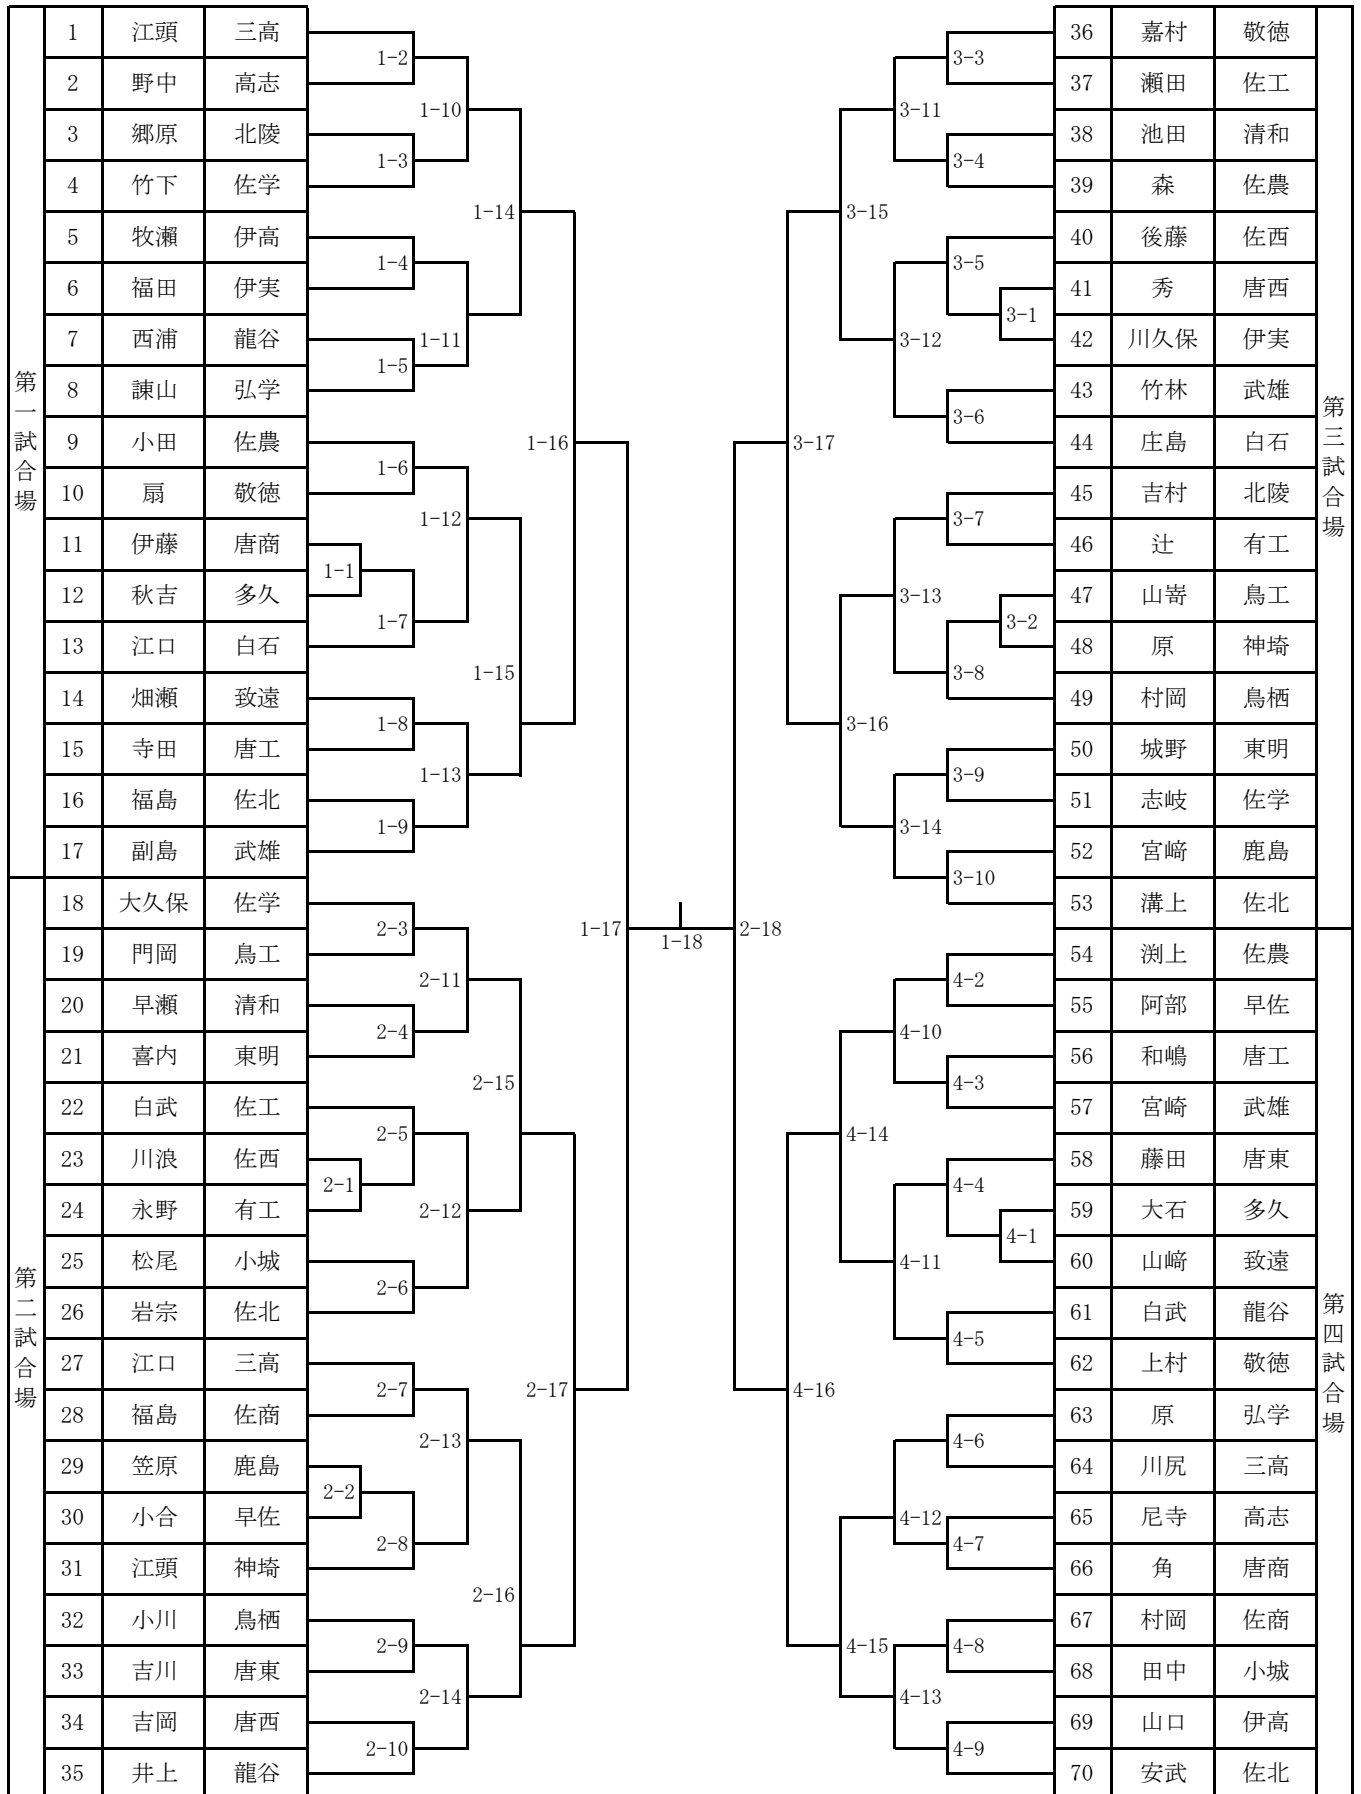 第一試合場
1 江頭 三高
2 野中 高志
3 郷原 北陵
4 竹下 佐学
5 牧瀬 伊高
6 福田 伊実
7 西浦 龍谷
8 諌山 弘学
9 小田 佐農
10 扇 敬徳
11 伊藤 唐商
12 秋吉 多久
13 江口 白石
14 畑瀬 致遠
15 寺田 唐工
16 福島 佐北
17 副島 武雄
第二試合場
18 大久保 佐学
19 門岡 鳥工
20 早瀬 清和
21 喜内 東明
22 白武 佐工
23 川浪 佐西
24 永野 有工
25 松尾 小城
26 岩宗 佐北
27 江口 三高
28 福島 佐商
29 笠原 鹿島
30 小合 早佐
31 江頭 神埼
32 小川 鳥栖
33 吉川 唐東
34 吉岡 唐西
35 井上 龍谷
1-2
1-3
1-4
1-5
1-6
1-1
1-7
1-8
1-9
1-10
1-11
1-12
1-13
1-14
1-15
1-16
2-3
2-4
2-5
2-1
2-6
2-7
2-2
2-8
2-9
2-10
2-11
2-12
2-13
2-14
2-15
2-16
2-17
1-17
1-18
2-18
3-17
4-16
3-15
3-16
3-11
3-12
3-13
3-14
3-3
3-4
3-5
3-1
3-6
3-7
3-2
3-8
3-9
3-10
4-14
4-15
4-10
4-11
4-12
4-13
4-2
4-3
4-4
4-1
4-5
4-6
4-7
4-8
4-9
第三試合場
36 嘉村 敬徳
37 瀬田 佐工
38 池田 清和
39 森 佐農
40 後藤 佐西
41 秀 唐西
42 川久保 伊実
43 竹林 武雄
44 庄島 白石
45 吉村 北陵
46 辻 有工
47 山嵜 鳥工
48 原 神埼
49 村岡 鳥栖
50 城野 東明
51 志岐 佐学
52 宮﨑 鹿島
53 溝上 佐北
第四試合場
54 渕上 佐農
55 阿部 早佐
56 和嶋 唐工
57 宮崎 武雄
58 藤田 唐東
59 大石 多久
60 山﨑 致遠
61 白武 龍谷
62 上村 敬徳
63 原 弘学
64 川尻 三高
65 尼寺 高志
66 角 唐商
67 村岡 佐商
68 田中 小城
69 山口 伊高
70 安武 佐北